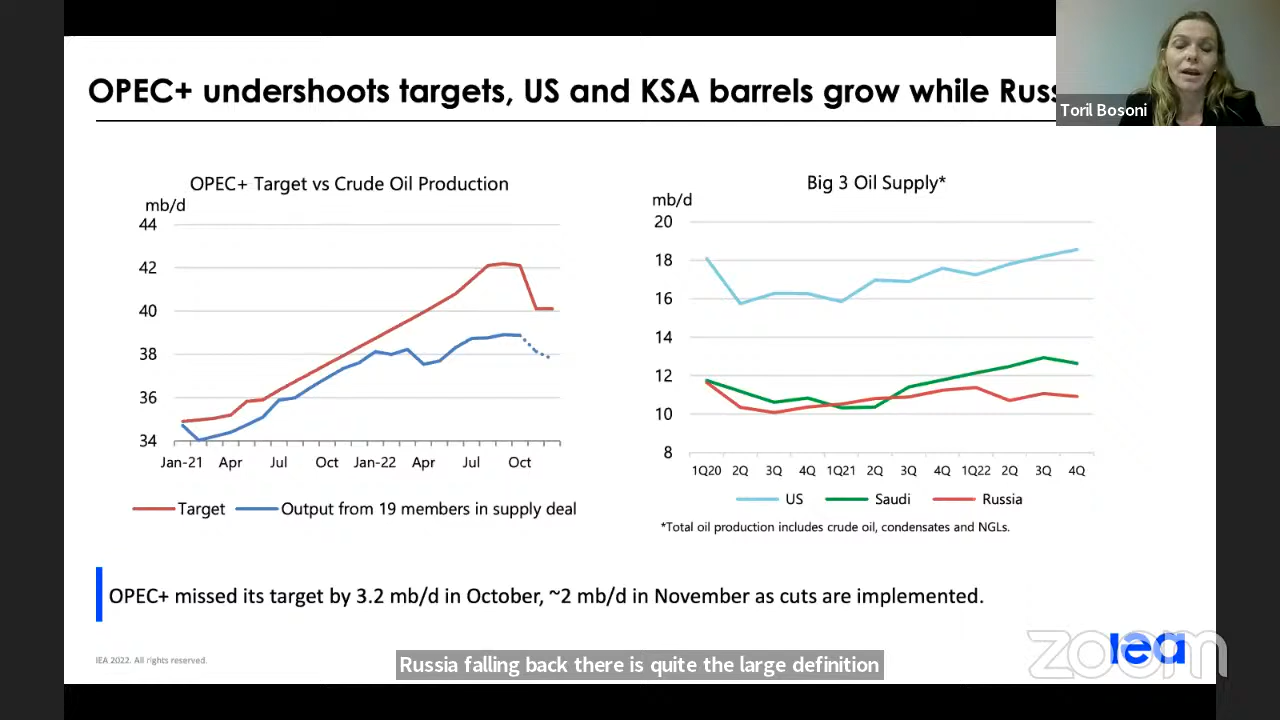 OPEC+ undershoots targets, US and KSA barrels grow while
Toril Bosoni
OPEC+ Target vs Crude Oil Production
mb/d
44
42
40
38
36
34
Jan-21 Apr Jul Oct Jan-22 Apr Jul Oct
Target Output from 19 members in supply deal
Big 3 Oil Supply*
mb/d
20
18
16
14
12
10
8
1Q20 2Q 3Q 4Q 1Q21 2Q 3Q 4Q 1Q22 2Q 3Q 4Q
US Saudi Russia
*Total oil production includes crude oil, condensates and NGLs.
OPEC+ missed its target by 3.2 mb/d in October, ~2 mb/d in November as cuts are implemented.
IEA 2022. All rights reserved.
Russia falling back there is quite the large definition
iea
zoom